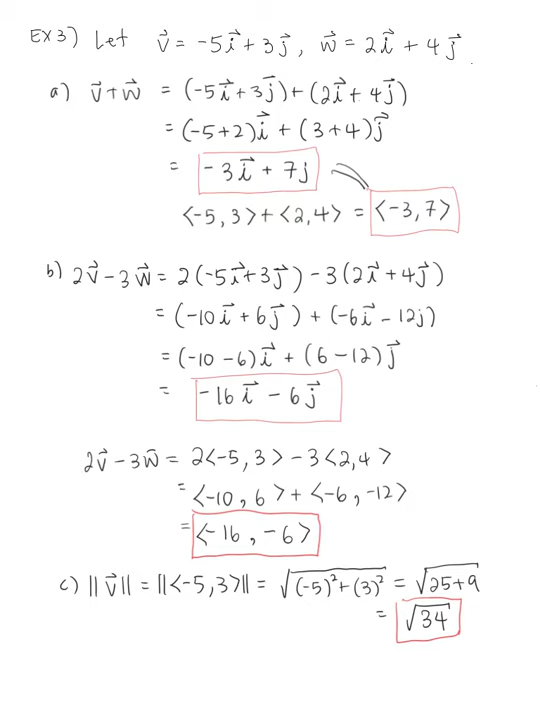 EX 3) Let v⃗ = -5i⃗ + 3j⃗, w⃗ = 2i⃗ + 4j⃗
a) v⃗ + w⃗ = (-5i⃗ + 3j⃗) + (2i⃗ + 4j⃗)
= (-5+2)i⃗ + (3+4)j⃗
= -3i⃗ + 7j
<-5, 3> + <2, 4> = <-3, 7>
b) 2v⃗ - 3w⃗ = 2(-5i⃗ + 3j⃗) - 3(2i⃗ + 4j⃗)
= (-10i⃗ + 6j⃗) + (-6i⃗ - 12j)
= (-10 - 6)i⃗ + (6 - 12)j⃗
= -16i⃗ - 6j⃗
2v⃗ - 3w⃗ = 2<-5, 3> - 3<2, 4>
= <-10, 6> + <-6, -12>
= <-16, -6>
c) ||v⃗|| = ||<-5, 3>|| = √((-5)² + (3)²) = √(25+9)
= √34